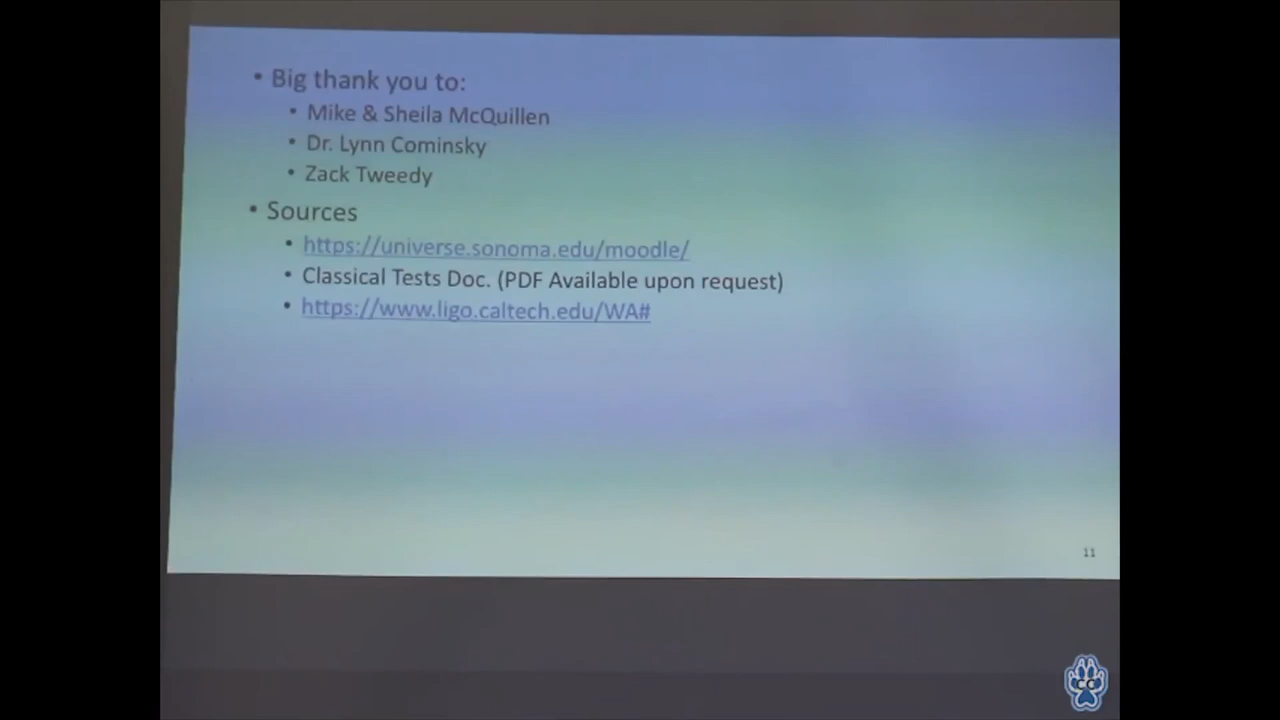 • Big thank you to:
• Mike & Sheila McQuillen
• Dr. Lynn Cominsky
• Zack Tweedy
• Sources
• https://universe.sonoma.edu/moodle/
• Classical Tests Doc. (PDF Available upon request)
• https://www.ligo.caltech.edu/WA#
11
CC